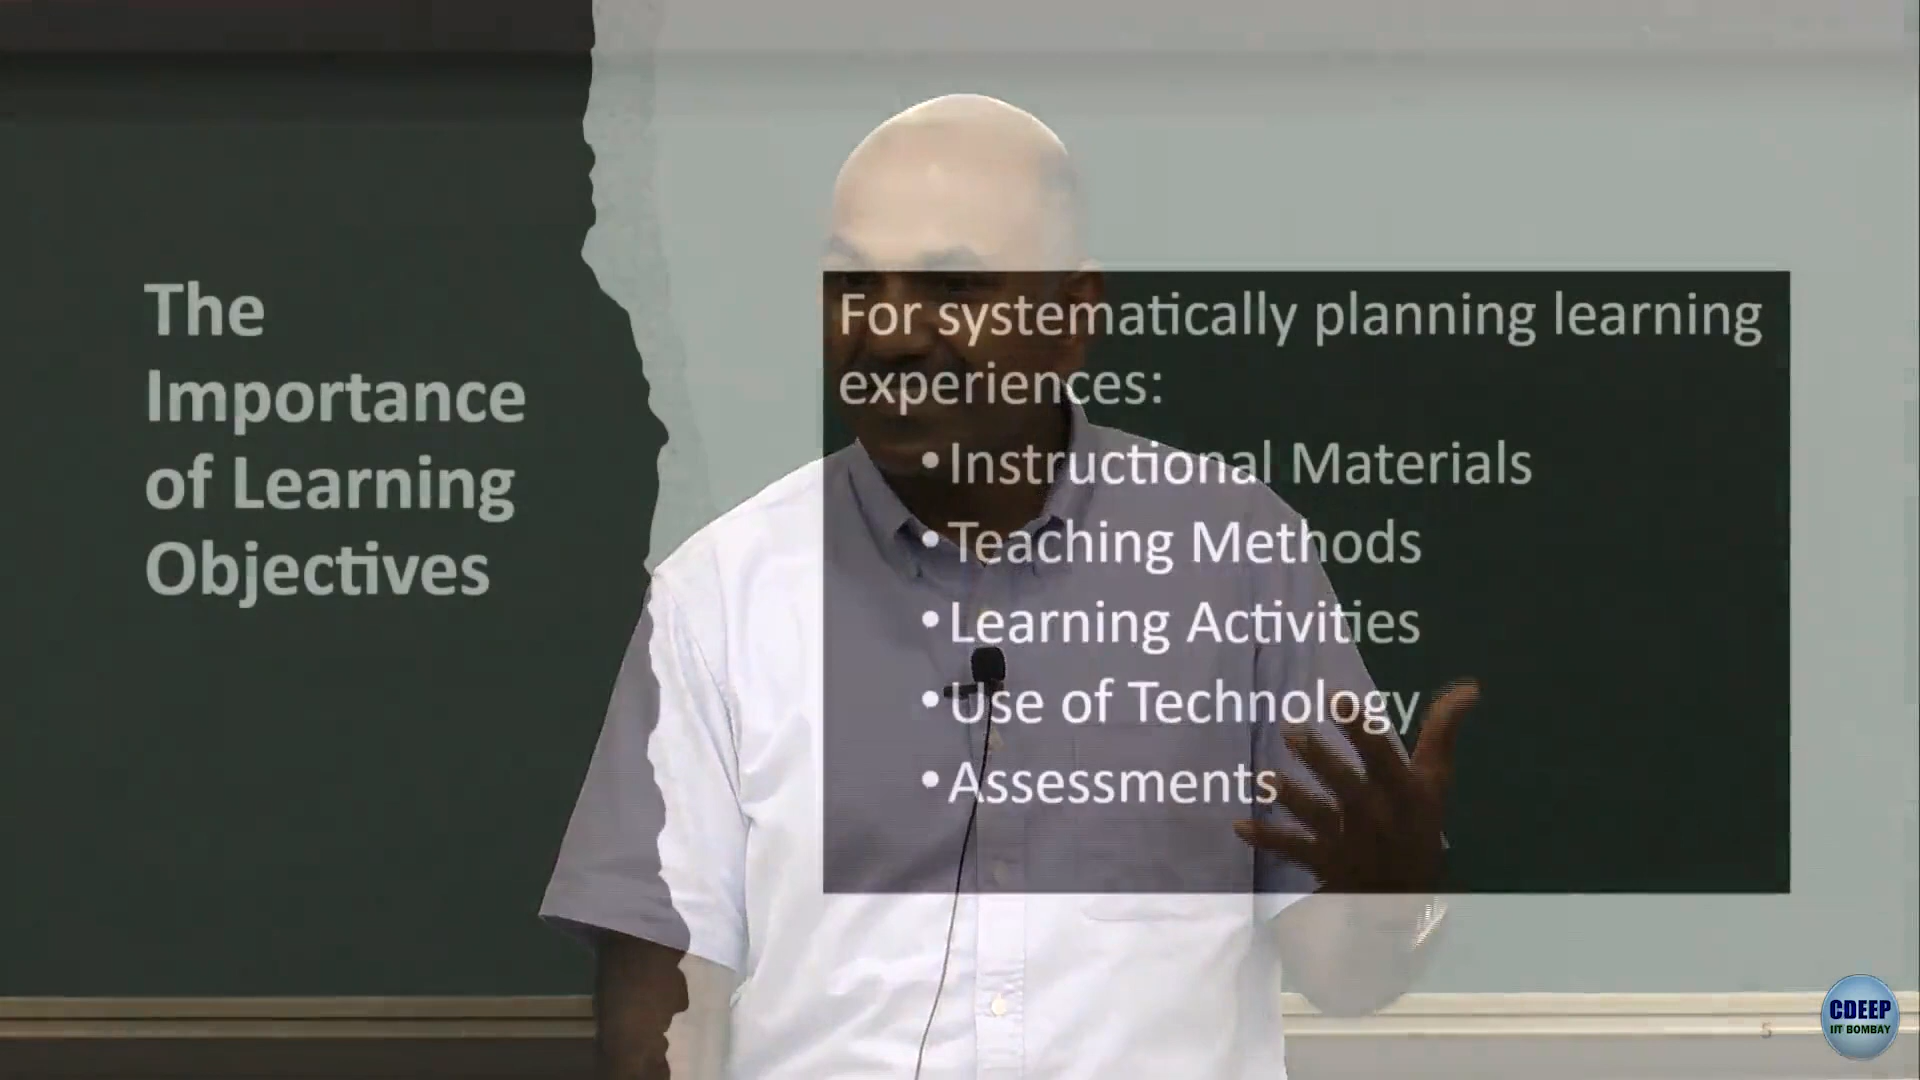 The
Importance
of Learning
Objectives
For systematically planning learning
experiences:
•Instructional Materials
•Teaching Methods
•Learning Activities
•Use of Technology
•Assessments
5
CDEEP
IIT BOMBAY